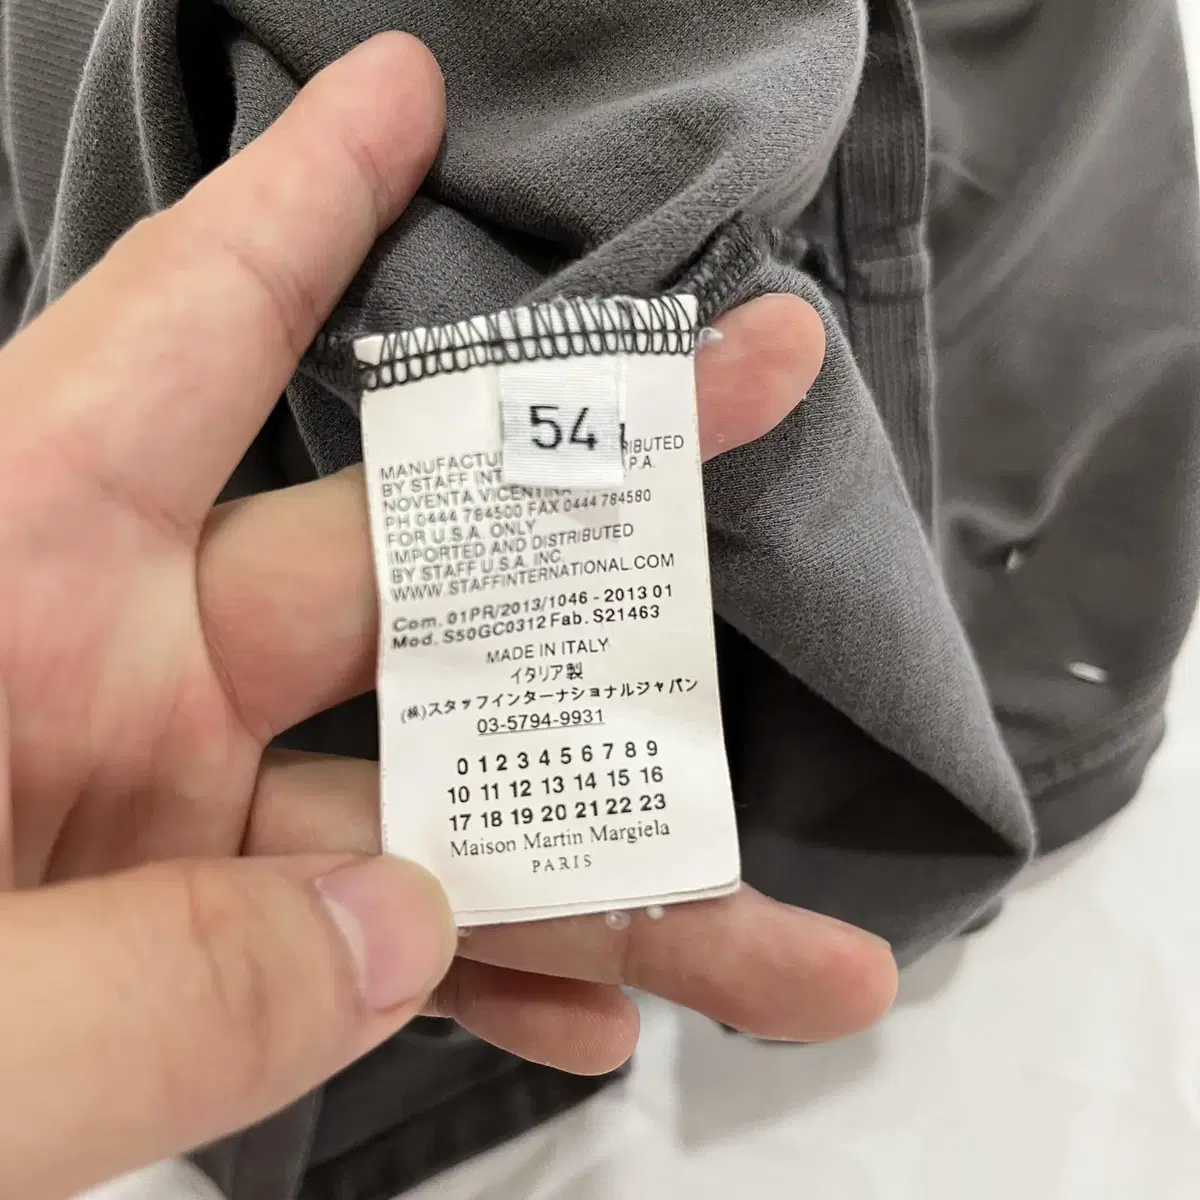 54
MANUFACTU RIBUTED
BY STAFF INT P.A.
NOVENTA VICENTINA
PH 0444 784500 FAX 0444 784580
FOR U.S.A. ONLY
IMPORTED AND DISTRIBUTED
BY STAFF U.S.A. INC.
WWW.STAFFINTERNATIONAL.COM
Com. 01PR/2013/1046 - 2013 01
Mod. S50GC0312 Fab. S21463
MADE IN ITALY
イタリア製
(株)スタッフインターナショナルジャパン
03-5794-9931
0 1 2 3 4 5 6 7 8 9
10 11 12 13 14 15 16
17 18 19 20 21 22 23
Maison Martin Margiela
PARIS